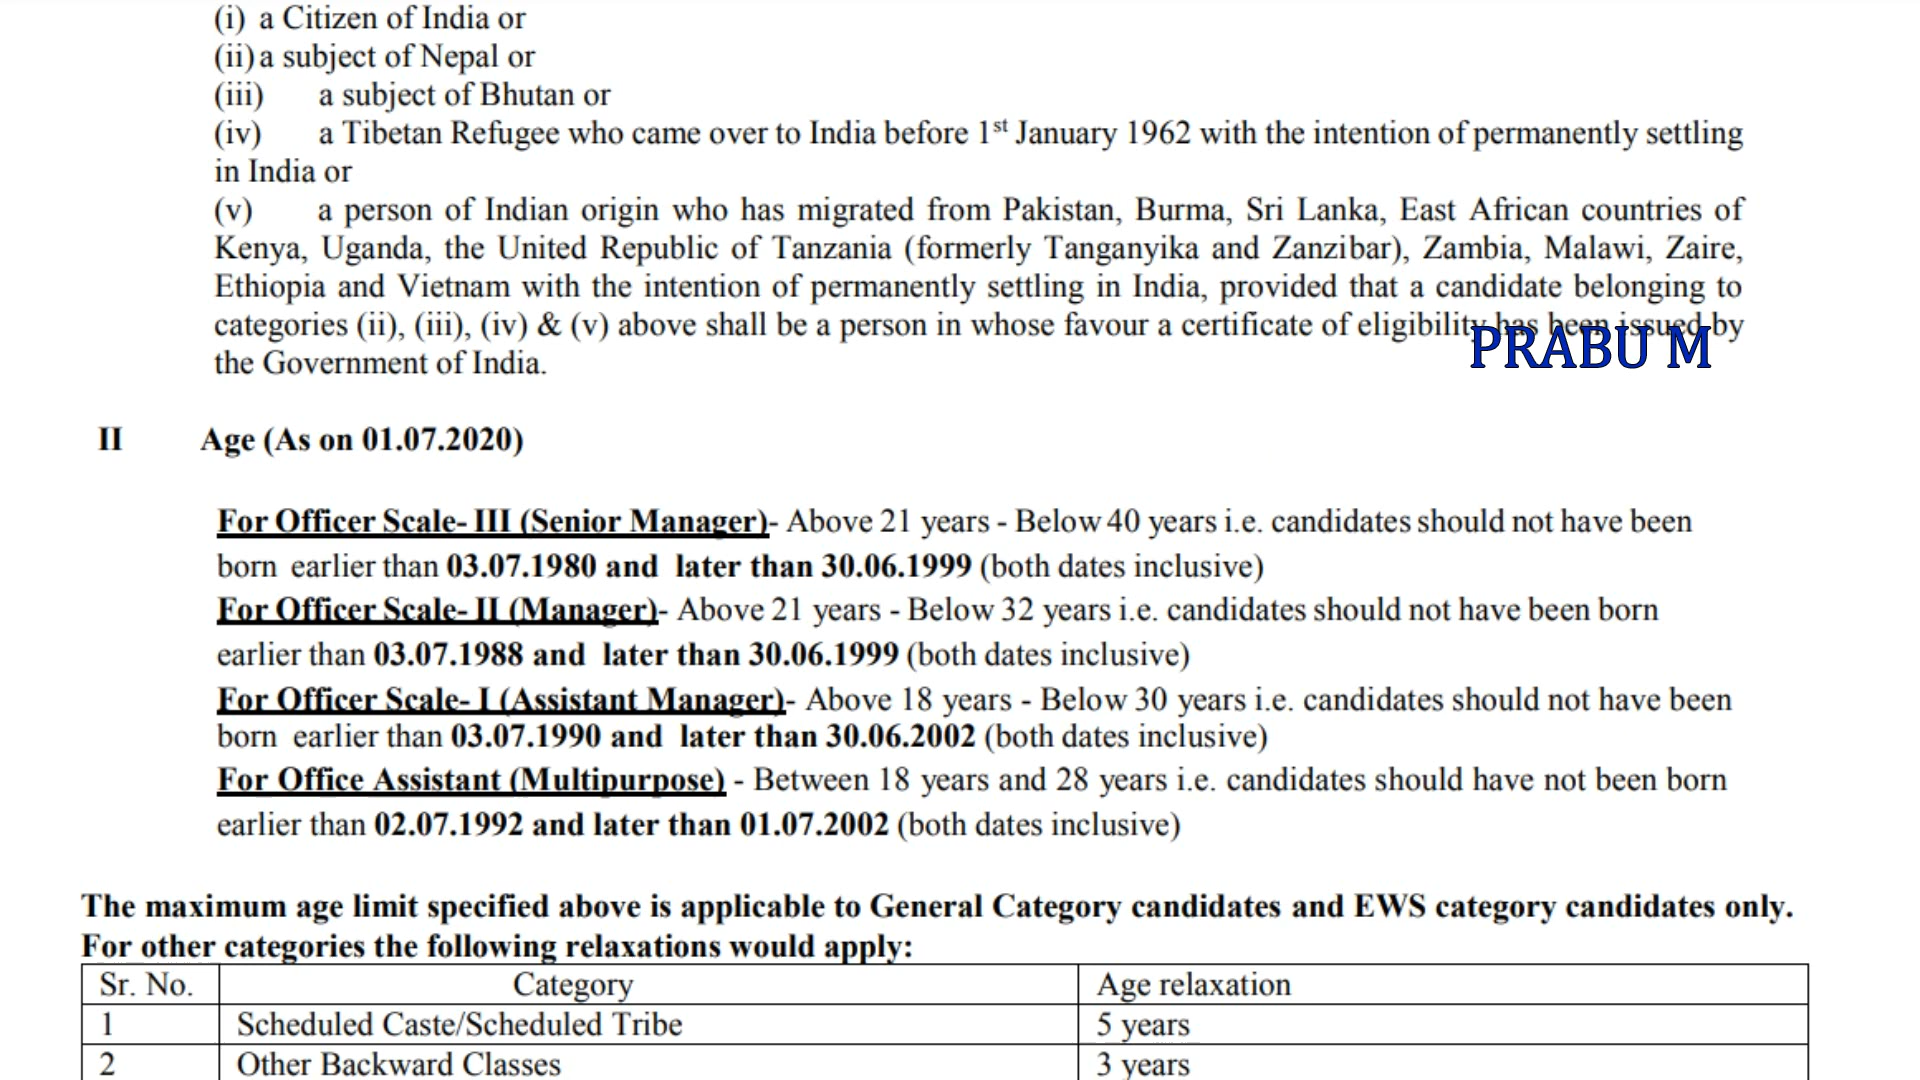 (i) a Citizen of India or
(ii) a subject of Nepal or
(iii) a subject of Bhutan or
(iv) a Tibetan Refugee who came over to India before 1st January 1962 with the intention of permanently settling
in India or
(v) a person of Indian origin who has migrated from Pakistan, Burma, Sri Lanka, East African countries of
Kenya, Uganda, the United Republic of Tanzania (formerly Tanganyika and Zanzibar), Zambia, Malawi, Zaire,
Ethiopia and Vietnam with the intention of permanently settling in India, provided that a candidate belonging to
categories (ii), (iii), (iv) & (v) above shall be a person in whose favour a certificate of eligibility has been issued by
PRABU M
the Government of India.
II Age (As on 01.07.2020)
For Officer Scale- III (Senior Manager)- Above 21 years - Below 40 years i.e. candidates should not have been
born earlier than 03.07.1980 and later than 30.06.1999 (both dates inclusive)
For Officer Scale- II (Manager)- Above 21 years - Below 32 years i.e. candidates should not have been born
earlier than 03.07.1988 and later than 30.06.1999 (both dates inclusive)
For Officer Scale- I (Assistant Manager)- Above 18 years - Below 30 years i.e. candidates should not have been
born earlier than 03.07.1990 and later than 30.06.2002 (both dates inclusive)
For Office Assistant (Multipurpose) - Between 18 years and 28 years i.e. candidates should have not been born
earlier than 02.07.1992 and later than 01.07.2002 (both dates inclusive)
The maximum age limit specified above is applicable to General Category candidates and EWS category candidates only.
For other categories the following relaxations would apply:
Sr. No. Category Age relaxation
1 Scheduled Caste/Scheduled Tribe 5 years
2 Other Backward Classes 3 years